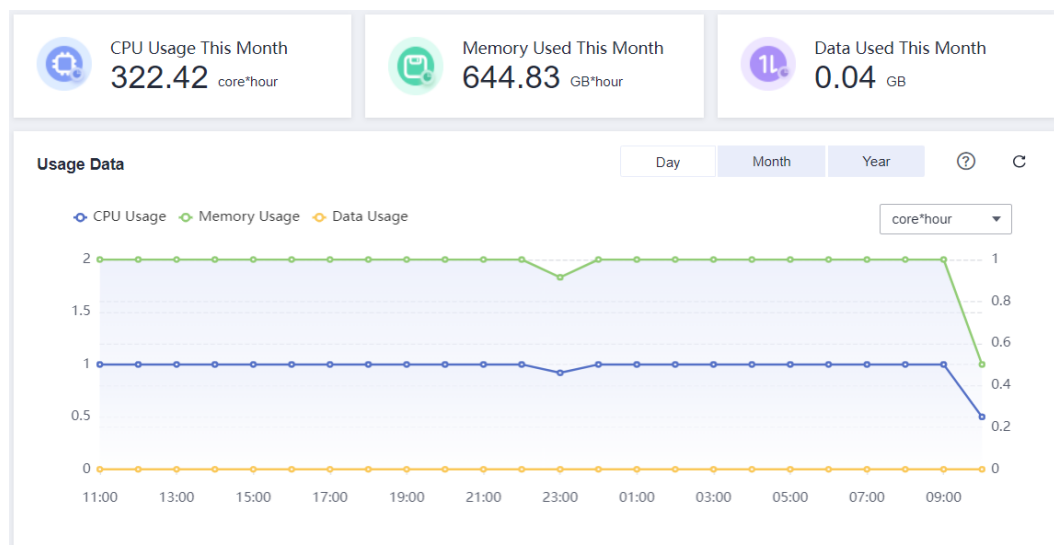 CPU Usage This Month
322.42 core*hour
Memory Used This Month
644.83 GB*hour
Data Used This Month
0.04 GB
Usage Data
Day Month Year
CPU Usage Memory Usage Data Usage
core*hour
2 1
1.5 0.8
1 0.6
0.5 0.4
0 0.2
0
11:00 13:00 15:00 17:00 19:00 21:00 23:00 01:00 03:00 05:00 07:00 09:00